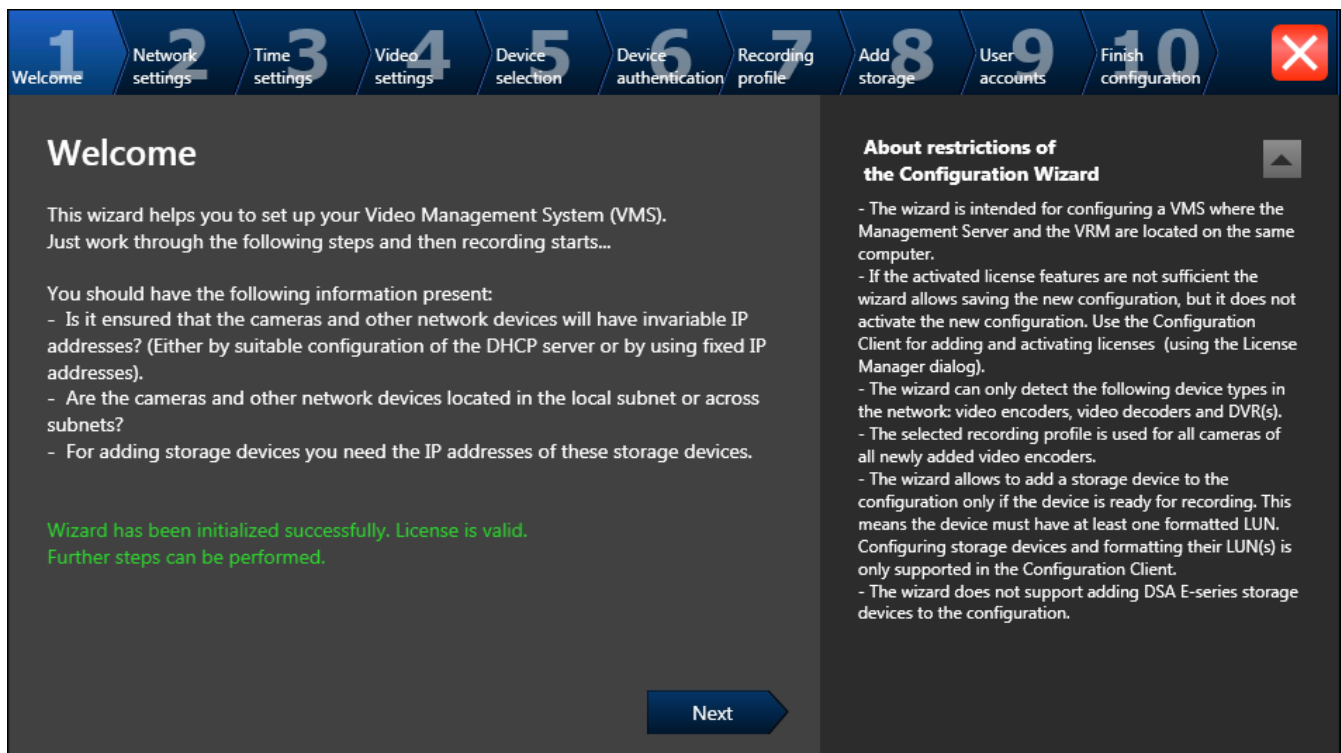 1
Welcome
2
Network
settings
3
Time
settings
4
Video
settings
5
Device
selection
6
Device
authentication
7
Recording
profile
8
Add
storage
9
User
accounts
10
Finish
configuration
Welcome
This wizard helps you to set up your Video Management System (VMS).
Just work through the following steps and then recording starts...
You should have the following information present:
- Is it ensured that the cameras and other network devices will have invariable IP
addresses? (Either by suitable configuration of the DHCP server or by using fixed IP
addresses).
- Are the cameras and other network devices located in the local subnet or across
subnets?
- For adding storage devices you need the IP addresses of these storage devices.
Wizard has been initialized successfully. License is valid.
Further steps can be performed.
Next
About restrictions of
the Configuration Wizard
- The wizard is intended for configuring a VMS where the
Management Server and the VRM are located on the same
computer.
- If the activated license features are not sufficient the
wizard allows saving the new configuration, but it does not
activate the new configuration. Use the Configuration
Client for adding and activating licenses (using the License
Manager dialog).
- The wizard can only detect the following device types in
the network: video encoders, video decoders and DVR(s).
- The selected recording profile is used for all cameras of
all newly added video encoders.
- The wizard allows to add a storage device to the
configuration only if the device is ready for recording. This
means the device must have at least one formatted LUN.
Configuring storage devices and formatting their LUN(s) is
only supported in the Configuration Client.
- The wizard does not support adding DSA E-series storage
devices to the configuration.